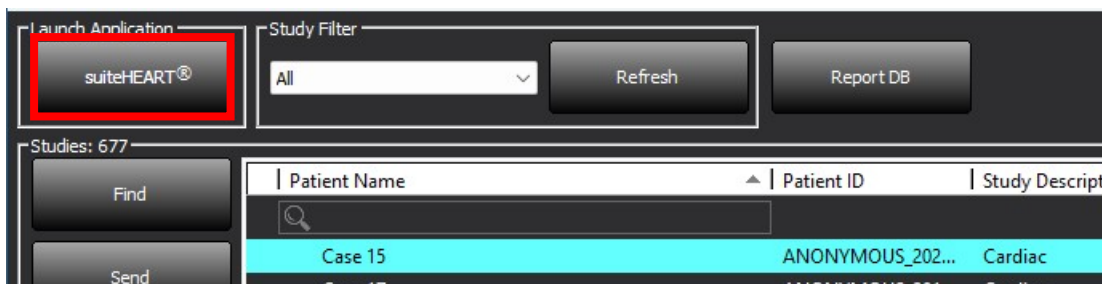 Launch Application
Study Filter
suiteHEART®
All
Refresh
Report DB
Studies: 677
Find
Patient Name
Patient ID
Study Descript
Case 15
ANONYMOUS_202...
Cardiac
Send